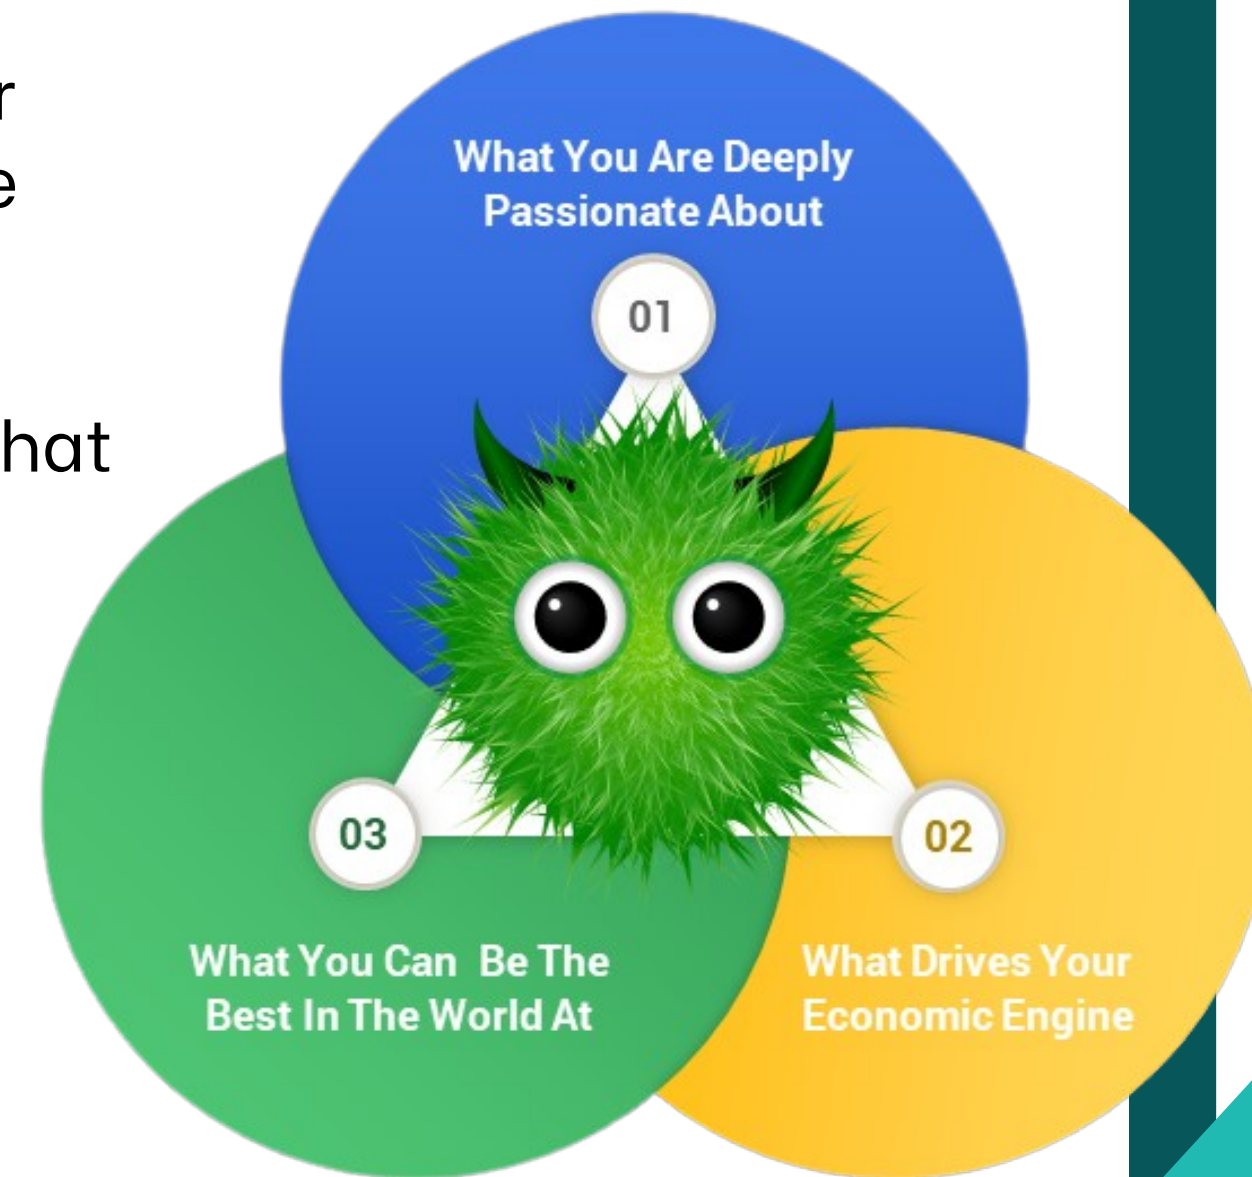 r
What You Are Deeply
Passionate About
e
01
hat
03
02
What You Can Be The
Best In The World At
What Drives Your
Economic Engine